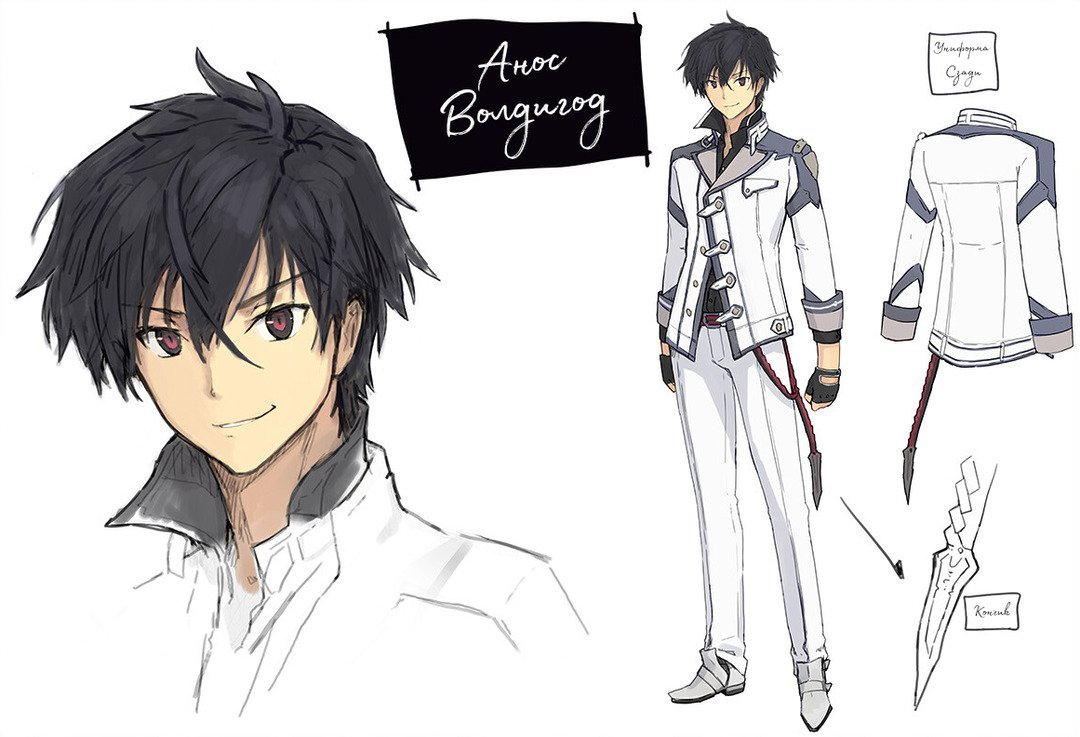 Анос
Волдигод
Униформа
Сзади
Кончик